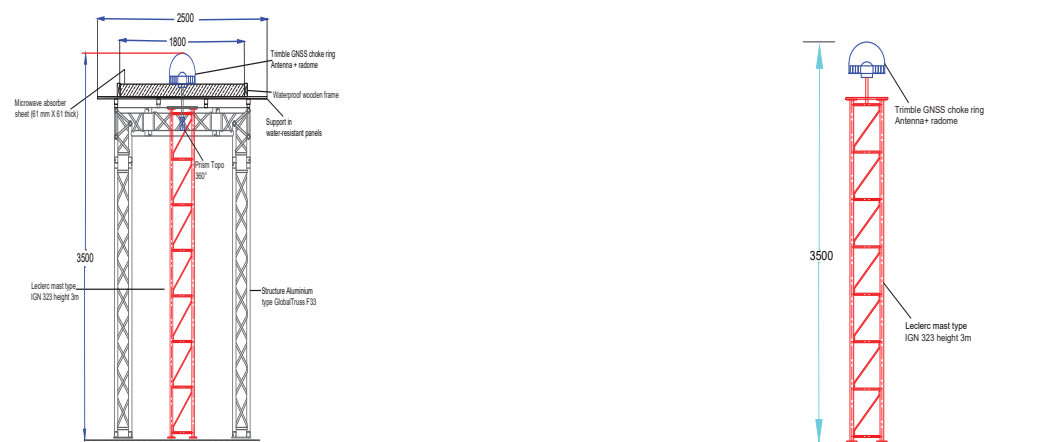 2500
1800
Trimble GNSS choke ring
Antenna + radome
Waterproof wooden frame
Microwave absorber
sheet (61 mm X 61 thick)
Support in
water-resistant panels
Prism Topo
360°
3500
Leclerc mast type
IGN 323 height 3m
Structure Aluminium
type GlobalTruss F33
Trimble GNSS choke ring
Antenna+ radome
3500
Leclerc mast type
IGN 323 height 3m